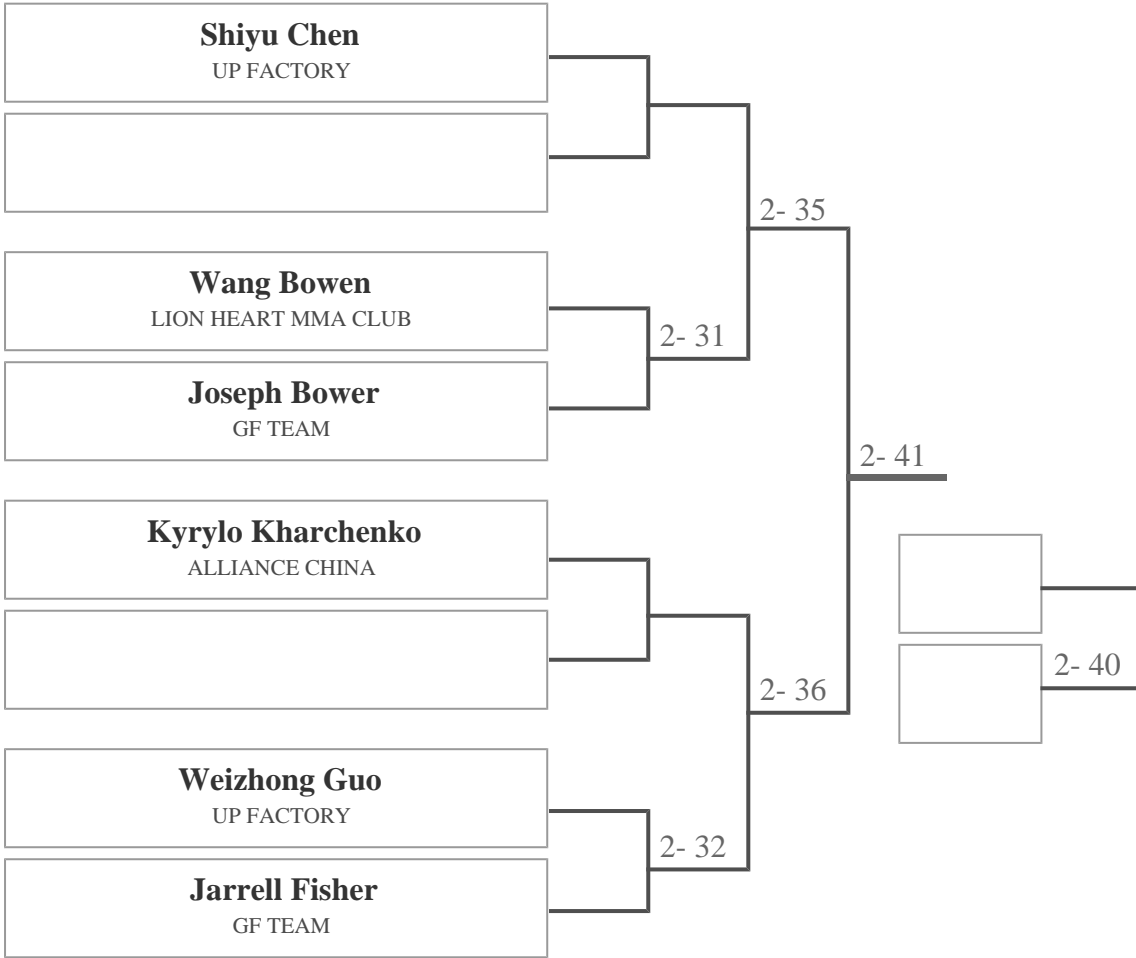 Shiyu Chen
UP FACTORY
2- 35
Wang Bowen
LION HEART MMA CLUB
2- 31
Joseph Bower
GF TEAM
2- 41
Kyrylo Kharchenko
ALLIANCE CHINA
2- 40
2- 36
Weizhong Guo
UP FACTORY
2- 32
Jarrell Fisher
GF TEAM